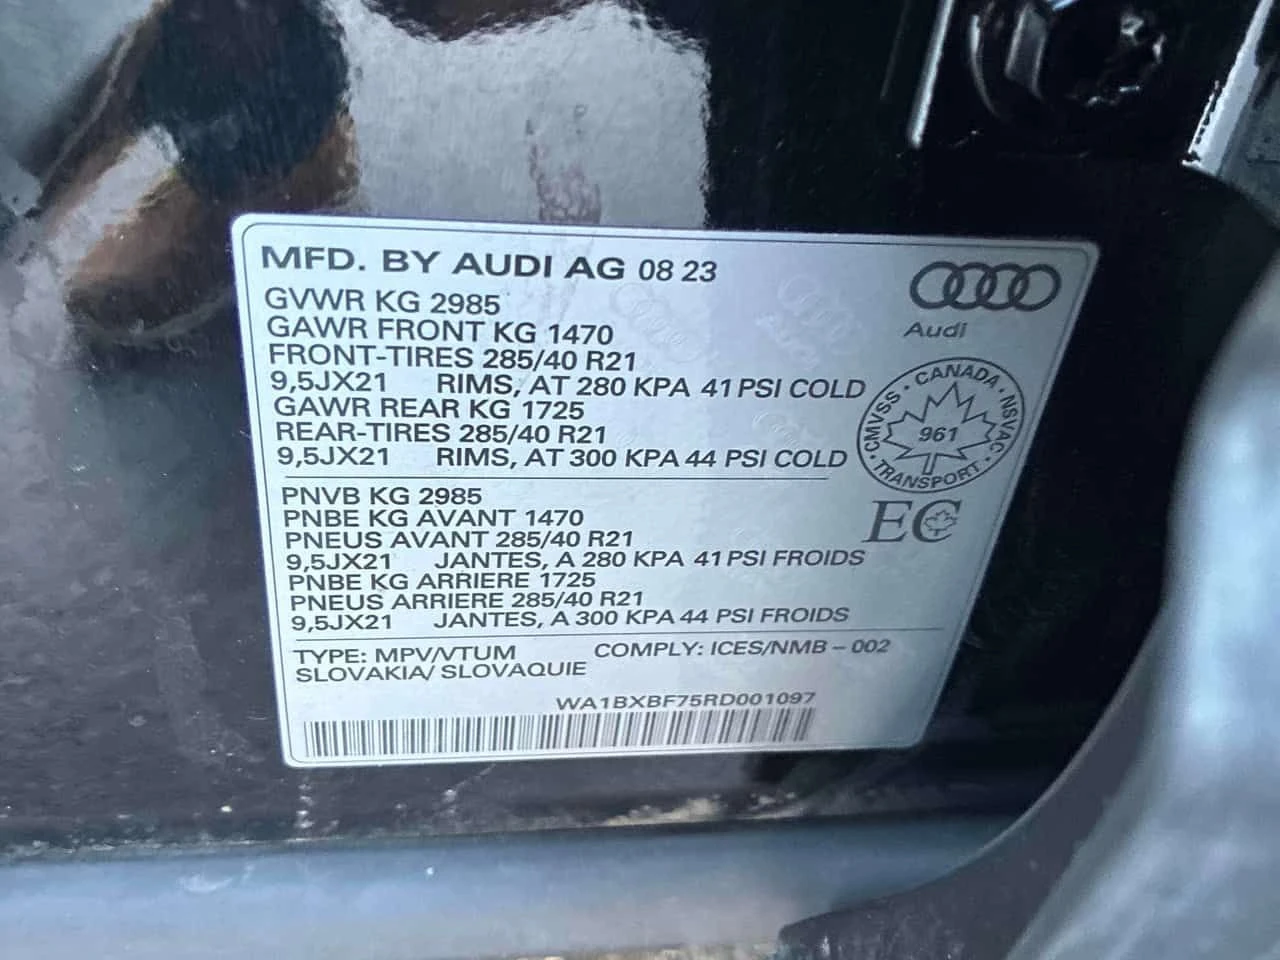 MFD. BY AUDI AG 08 23
GVWR KG 2985
GAWR FRONT KG 1470
FRONT-TIRES 285/40 R21
9,5JX21 RIMS, AT 280 KPA 41 PSI COLD
GAWR REAR KG 1725
REAR-TIRES 285/40 R21
9,5JX21 RIMS, AT 300 KPA 44 PSI COLD
Audi
CANADA · NSVAC · TRANSPORT · CMVSS ·
961
EC
PNVB KG 2985
PNBE KG AVANT 1470
PNEUS AVANT 285/40 R21
9,5JX21 JANTES, A 280 KPA 41 PSI FROIDS
PNBE KG ARRIERE 1725
PNEUS ARRIERE 285/40 R21
9,5JX21 JANTES, A 300 KPA 44 PSI FROIDS
TYPE: MPV/VTUM COMPLY: ICES/NMB – 002
SLOVAKIA/ SLOVAQUIE
WA1BXBF75RD001097